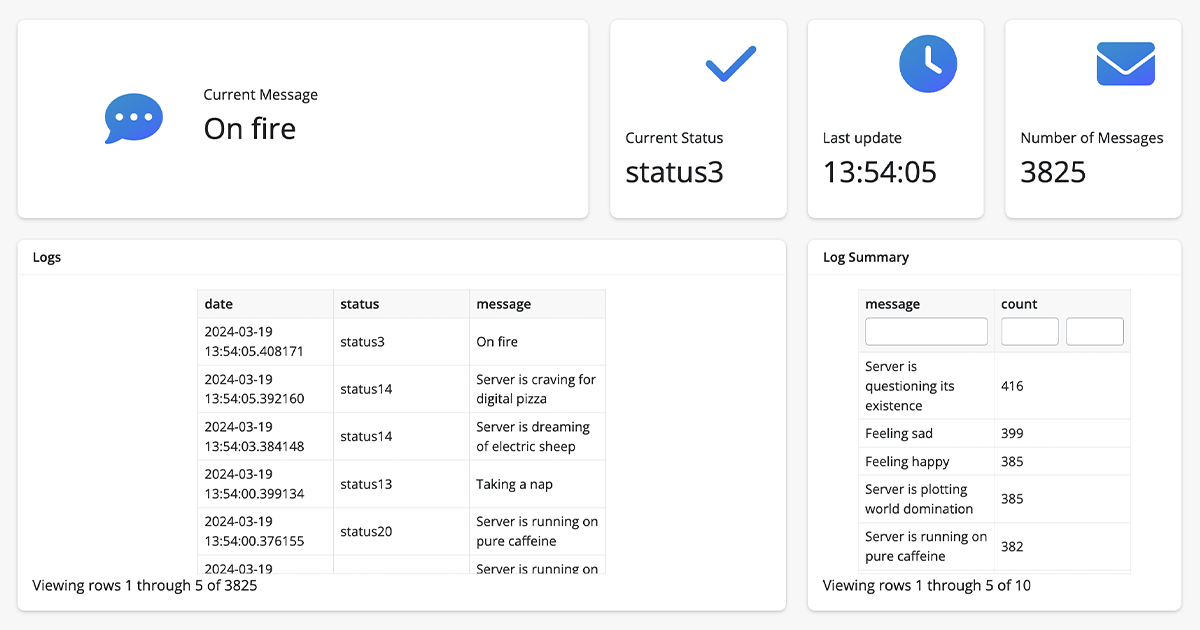 Current Message
On fire
Current Status
status3
Last update
13:54:05
Number of Messages
3825
Logs
date status message
2024-03-19
13:54:05.408171
status3
On fire
2024-03-19
13:54:05.392160
status14
Server is craving for
digital pizza
2024-03-19
13:54:03.384148
status14
Server is dreaming
of electric sheep
2024-03-19
13:54:00.399134
status13
Taking a nap
2024-03-19
13:54:00.376155
status20
Server is running on
pure caffeine
2024-03-19
Server is running on
Viewing rows 1 through 5 of 3825
Log Summary
message count
Server is
questioning its
existence
416
Feeling sad 399
Feeling happy 385
Server is plotting
world domination
385
Server is running on
pure caffeine
382
Viewing rows 1 through 5 of 10